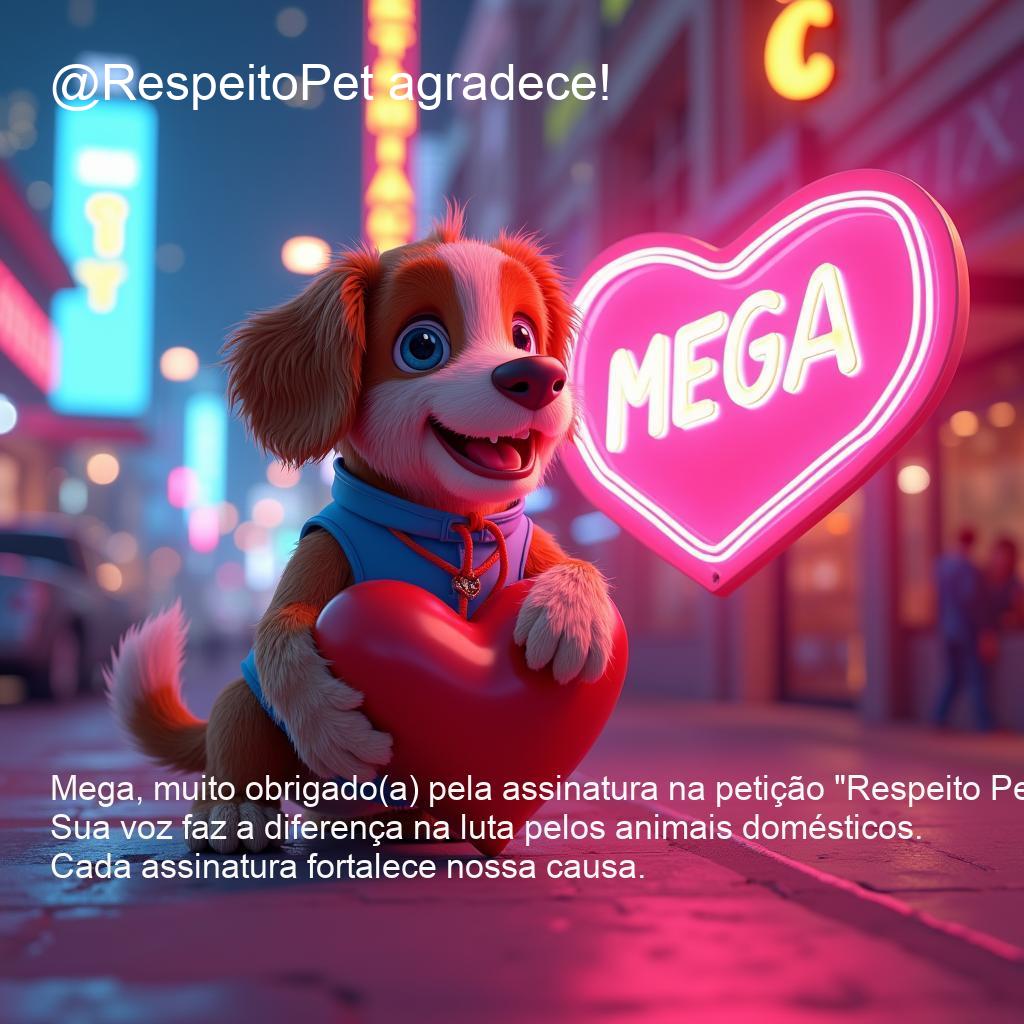 @RespeitoPet agradece!
C
MEGA
Mega, muito obrigado(a) pela assinatura na petição "Respeito Pe
Sua voz faz a diferença na luta pelos animais domésticos.
Cada assinatura fortalece nossa causa.